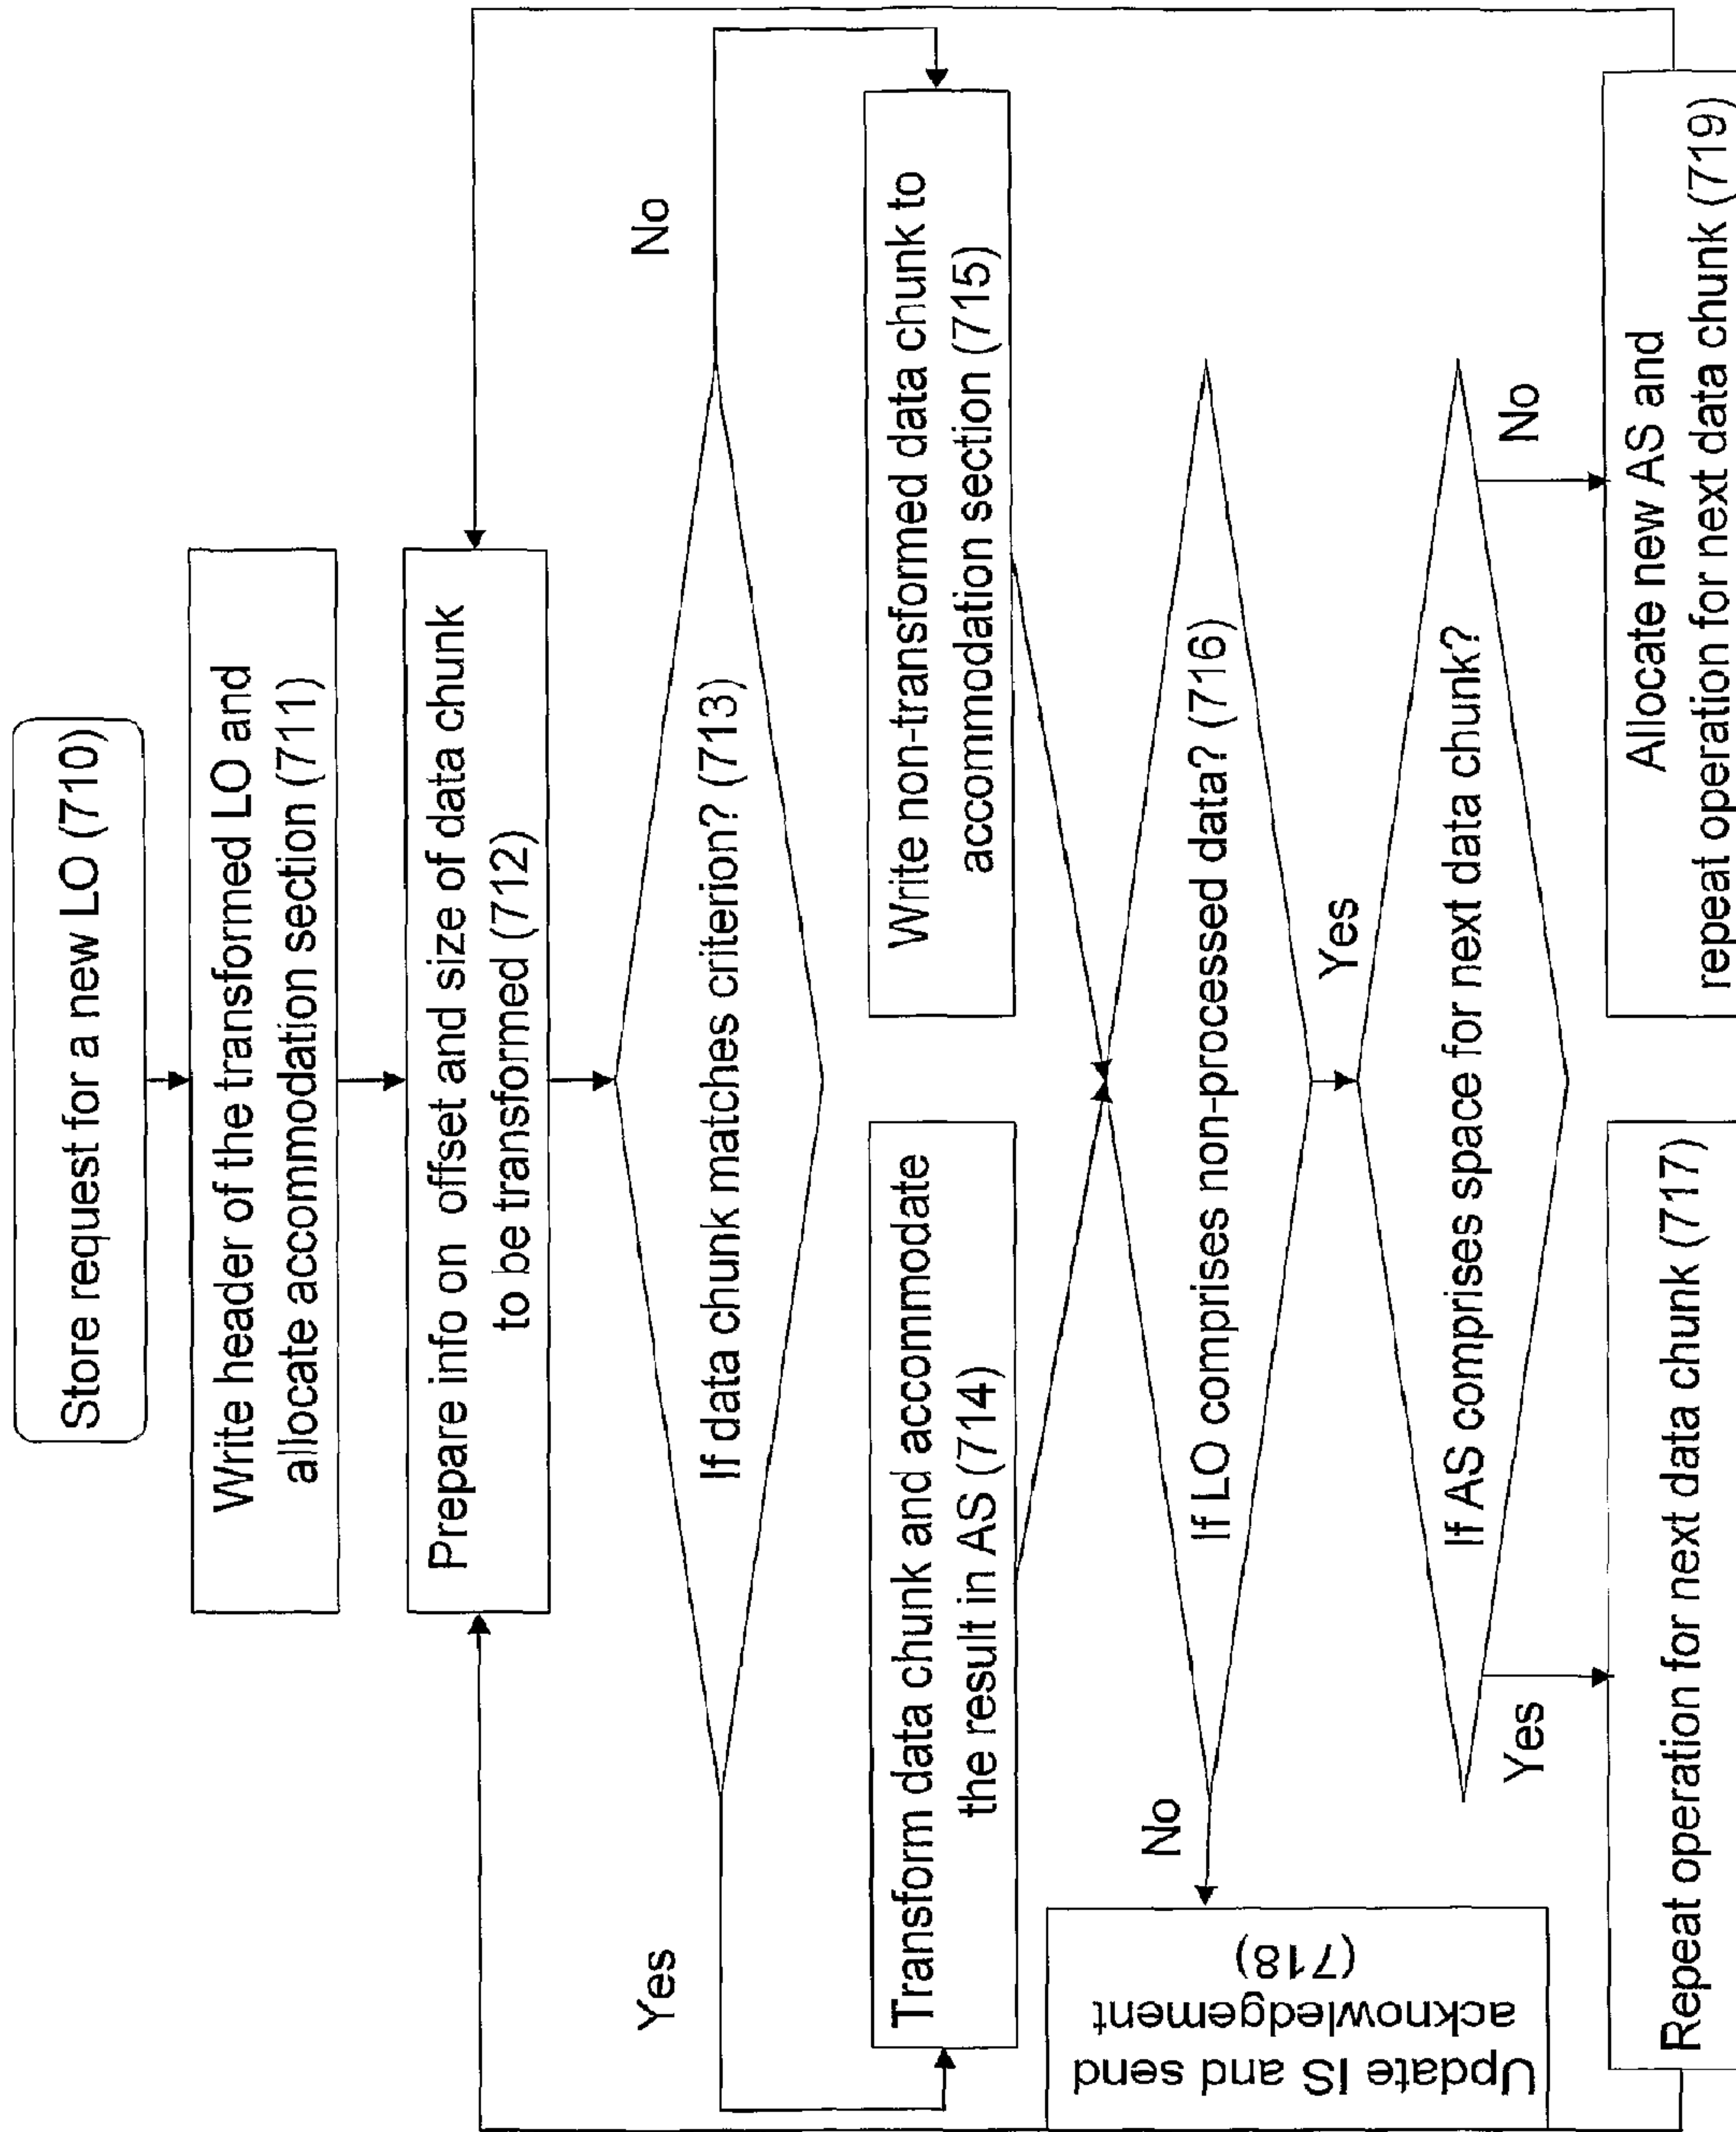 Store request for a new LO (710)
Write header of the transformed LO and
allocate accommodation section (711)
Prepare info on offset and size of data chunk
to be transformed (712)
If data chunk matches criterion? (713)
Yes
No
Transform data chunk and accommodate
the result in AS (714)
Write non-transformed data chunk to
accommodation section (715)
If LO comprises non-processed data? (716)
No
Yes
Update IS and send
acknowledgement
(718)
If AS comprises space for next data chunk?
Yes
No
Repeat operation for next data chunk (717)
Allocate new AS and
repeat operation for next data chunk (719)